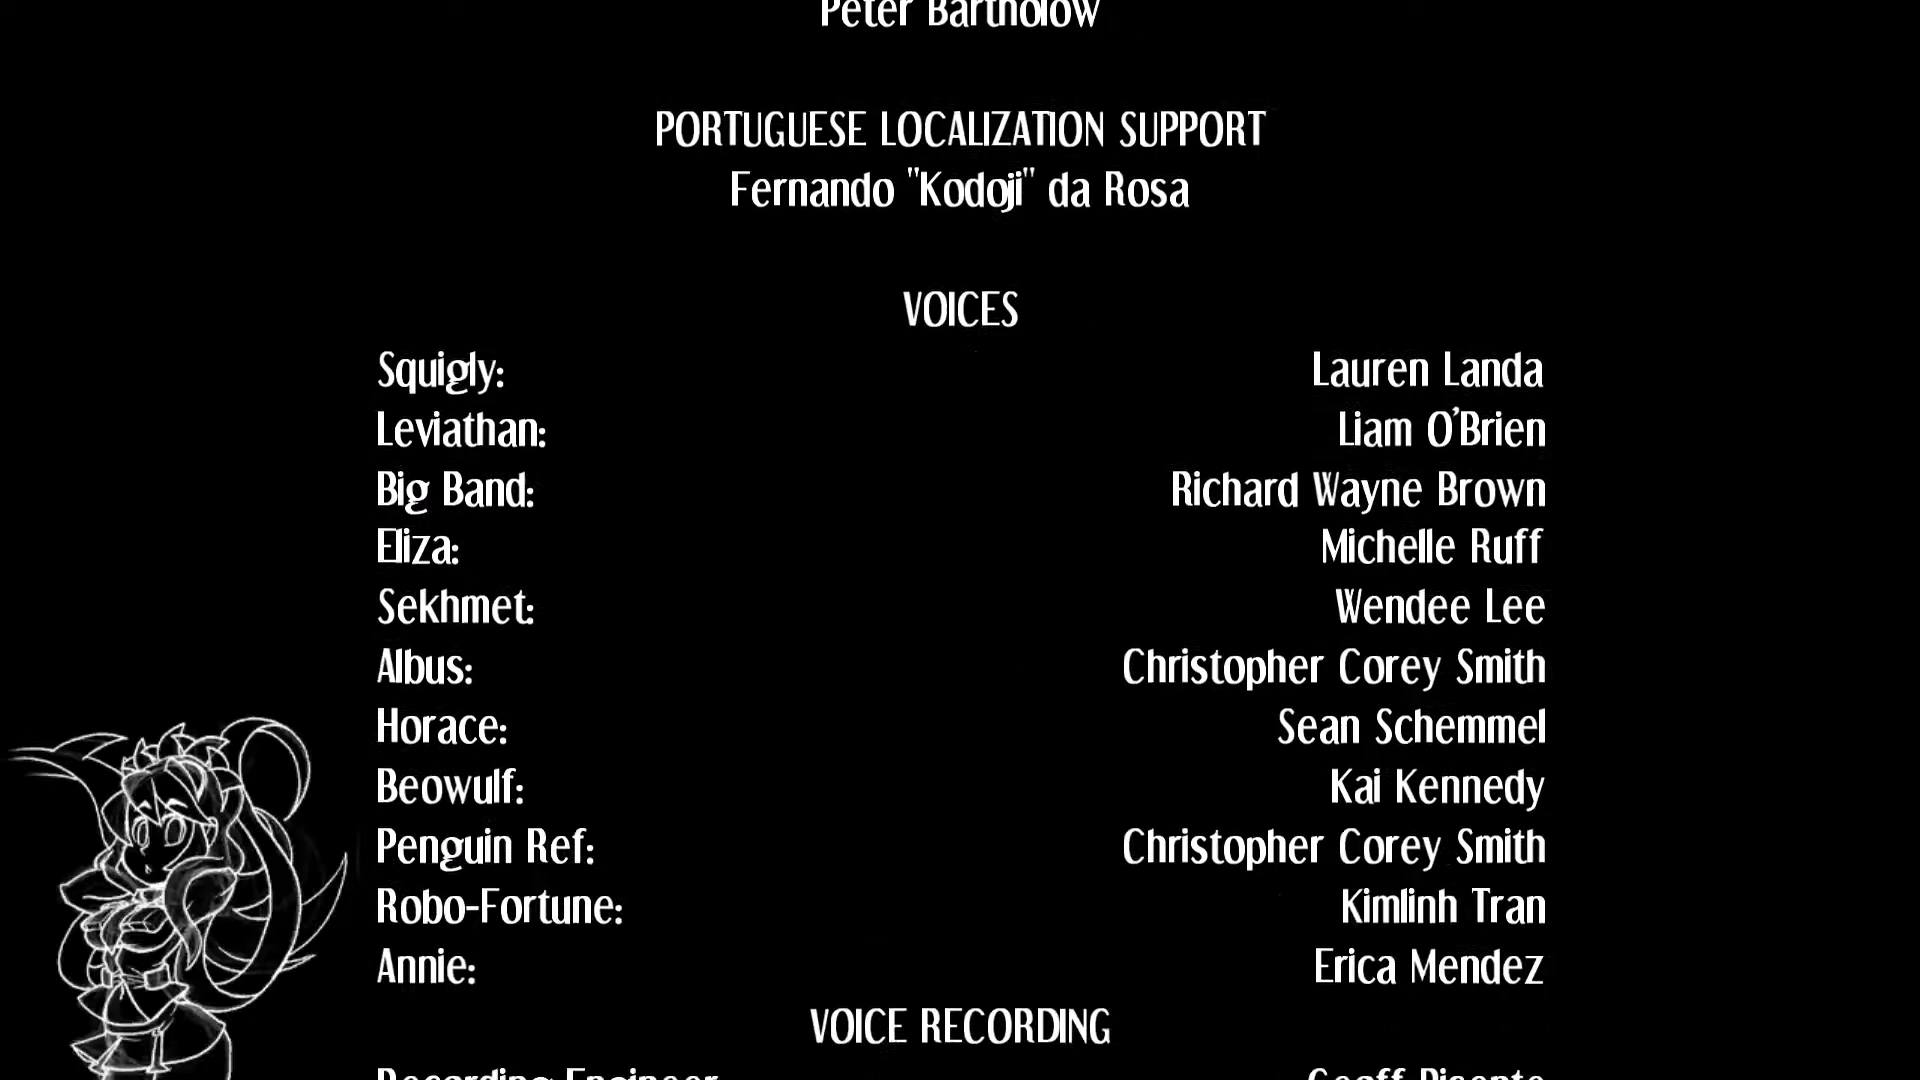 Peter Bartholow
PORTUGUESE LOCALIZATION SUPPORT
Fernando "Kodoji" da Rosa
VOICES
Squigly: Lauren Landa
Leviathan: Liam O'Brien
Big Band: Richard Wayne Brown
Eliza: Michelle Ruff
Sekhmet: Wendee Lee
Albus: Christopher Corey Smith
Horace: Sean Schemmel
Beowulf: Kai Kennedy
Penguin Ref: Christopher Corey Smith
Robo-Fortune: Kimlinh Tran
Annie: Erica Mendez
VOICE RECORDING
Recording Engineer Geoff Pisente